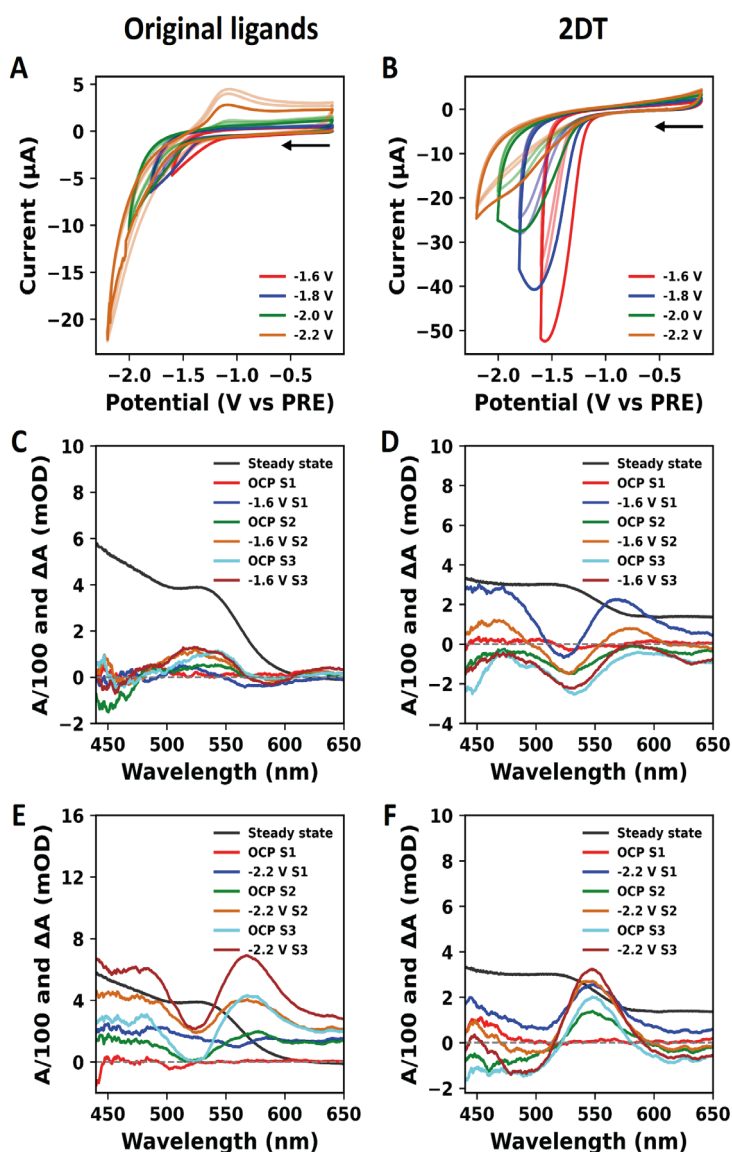 Original ligands
2DT
A
B
5
0
−5
−10
−15
−20
Current (μA)
−1.6 V
−1.8 V
−2.0 V
−2.2 V
−2.0
−1.5
−1.0
−0.5
Potential (V vs PRE)
0
−10
−20
−30
−40
−50
Current (μA)
−1.6 V
−1.8 V
−2.0 V
−2.2 V
−2.0
−1.5
−1.0
−0.5
Potential (V vs PRE)
C
D
10
8
6
4
2
0
−2
A/100 and ΔA (mOD)
Steady state
OCP S1
-1.6 V S1
OCP S2
-1.6 V S2
OCP S3
-1.6 V S3
450
500
550
600
650
Wavelength (nm)
10
8
6
4
2
0
−2
−4
A/100 and ΔA (mOD)
Steady state
OCP S1
-1.6 V S1
OCP S2
-1.6 V S2
OCP S3
-1.6 V S3
450
500
550
600
650
Wavelength (nm)
E
F
16
12
8
4
0
A/100 and ΔA (mOD)
Steady state
OCP S1
-2.2 V S1
OCP S2
-2.2 V S2
OCP S3
-2.2 V S3
450
500
550
600
650
Wavelength (nm)
10
8
6
4
2
0
−2
A/100 and ΔA (mOD)
Steady state
OCP S1
-2.2 V S1
OCP S2
-2.2 V S2
OCP S3
-2.2 V S3
450
500
550
600
650
Wavelength (nm)